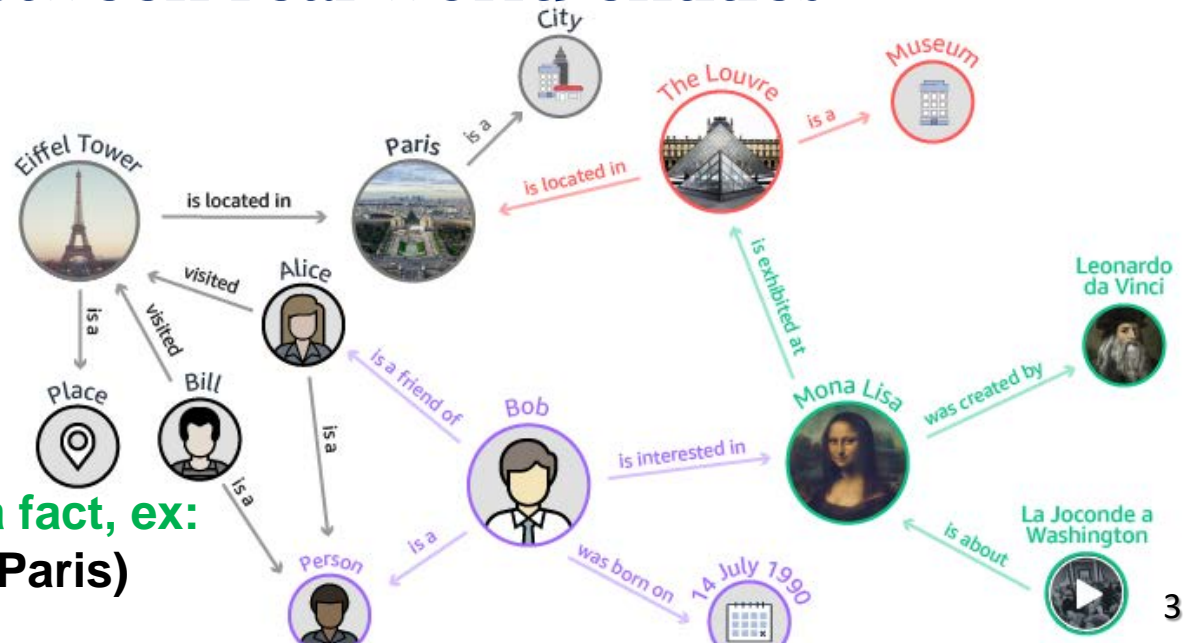 City
Museum
The Louvre
is a
is a
Eiffel Tower
Paris
is located in
is located in
Alice
visited
visited
is a
is exhibited at
Leonardo
da Vinci
Place
Bill
is a friend of
Bob
Mona Lisa
was created by
is a
is interested in
is a
a fact, ex:
Paris)
is a
is about
La Joconde a
Washington
Person
was born on
14 July 1990
3